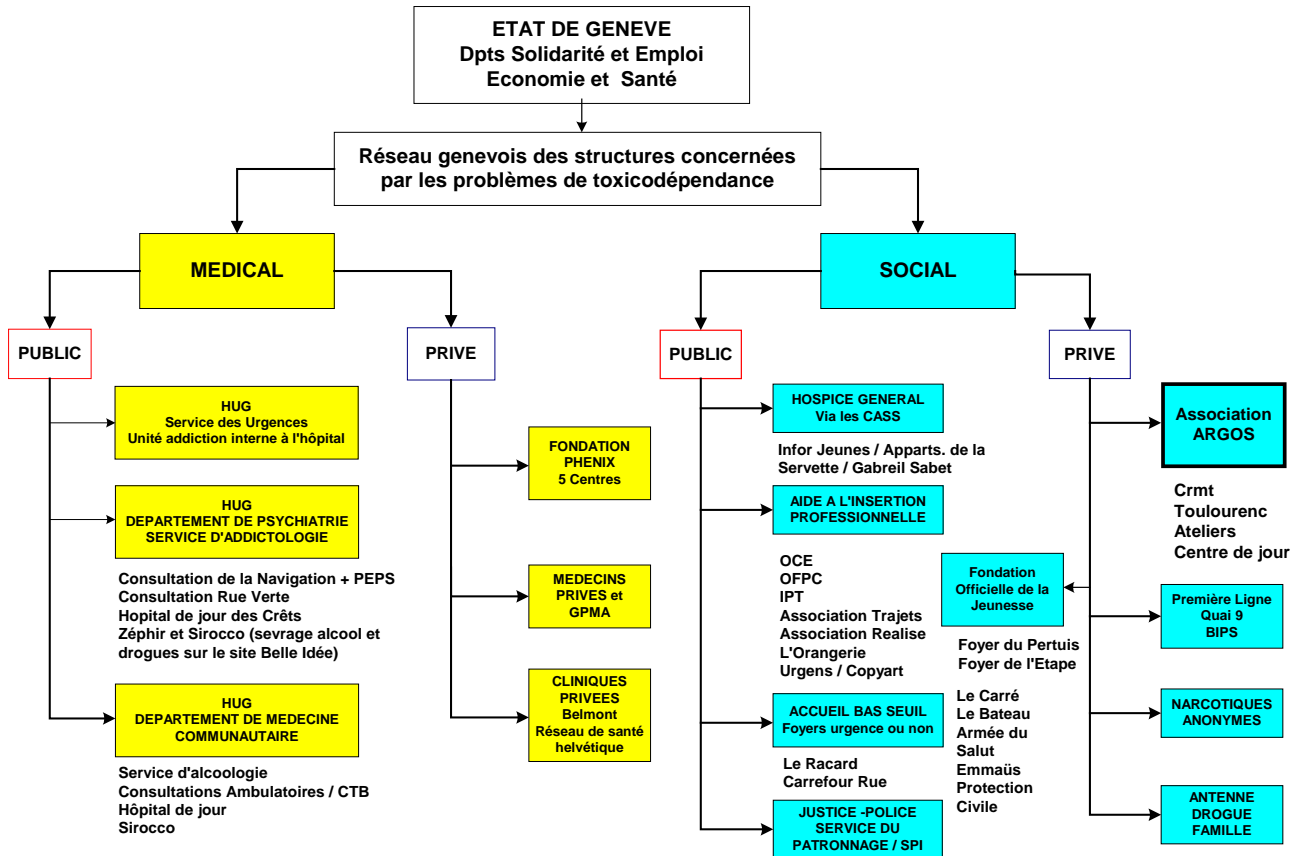 ETAT DE GENEVE
Dpts Solidarité et Emploi
Economie et Santé
Réseau genevois des structures concernées
par les problèmes de toxicodépendance
MEDICAL
SOCIAL
PUBLIC
PRIVE
PUBLIC
PRIVE
HUG
Service des Urgences
Unité addiction interne à l'hôpital
HUG
DEPARTEMENT DE PSYCHIATRIE
SERVICE D'ADDICTOLOGIE
Consultation de la Navigation + PEPS
Consultation Rue Verte
Hopital de jour des Crêts
Zéphir et Sirocco (sevrage alcool et
drogues sur le site Belle Idée)
HUG
DEPARTEMENT DE MEDECINE
COMMUNAUTAIRE
Service d'alcoologie
Consultations Ambulatoires / CTB
Hôpital de jour
Sirocco
FONDATION
PHENIX
5 Centres
MEDECINS
PRIVES et
GPMA
CLINIQUES
PRIVEES
Belmont
Réseau de santé
helvétique
HOSPICE GENERAL
Via les CASS
Infor Jeunes / Apparts. de la
Servette / Gabreil Sabet
AIDE A L'INSERTION
PROFESSIONNELLE
OCE
OFPC
IPT
Association Trajets
Association Realise
L'Orangerie
Urgens / Copyart
ACCUEIL BAS SEUIL
Foyers urgence ou non
Le Racard
Carrefour Rue
Le Carré
Le Bateau
Armée du
Salut
Emmaüs
Protection
Civile
JUSTICE -POLICE
SERVICE DU
PATRONNAGE / SPI
Association
ARGOS
Crmt
Toulourenc
Ateliers
Centre de jour
Fondation
Officielle de la
Jeunesse
Foyer du Pertuis
Foyer de l'Etape
Première Ligne
Quai 9
BIPS
NARCOTIQUES
ANONYMES
ANTENNE
DROGUE
FAMILLE